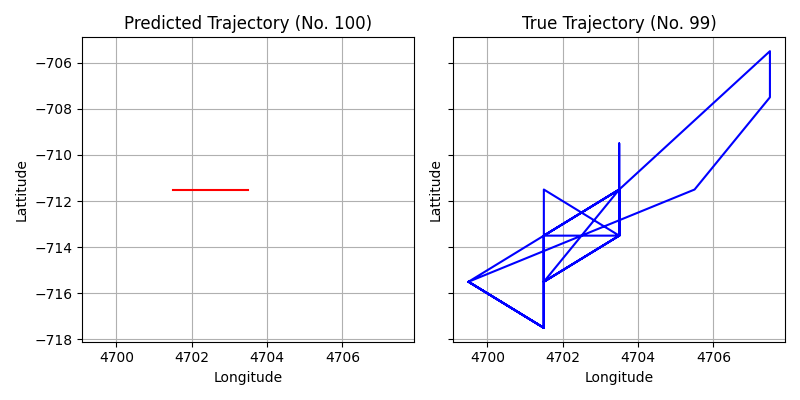 Predicted Trajectory (No. 100)
True Trajectory (No. 99)
Lattitude
−706
−708
−710
−712
−714
−716
−718
4700
4702
4704
4706
Longitude
Lattitude
4700
4702
4704
4706
Longitude